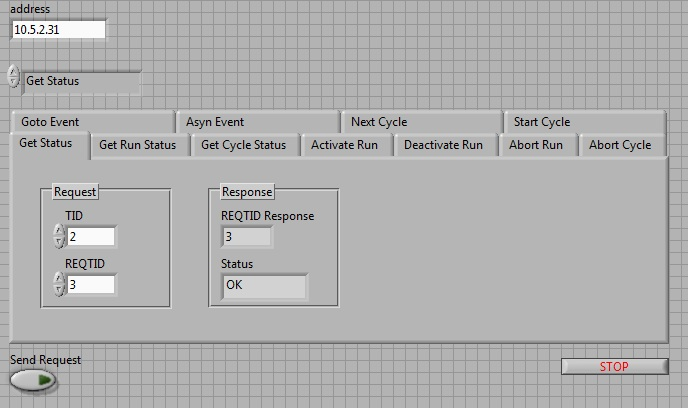 address
10.5.2.31
Get Status
Goto Event Asyn Event Next Cycle Start Cycle
Get Status Get Run Status Get Cycle Status Activate Run Deactivate Run Abort Run Abort Cycle
Request
TID
2
REQTID
3
Response
REQTID Response
3
Status
OK
Send Request
STOP